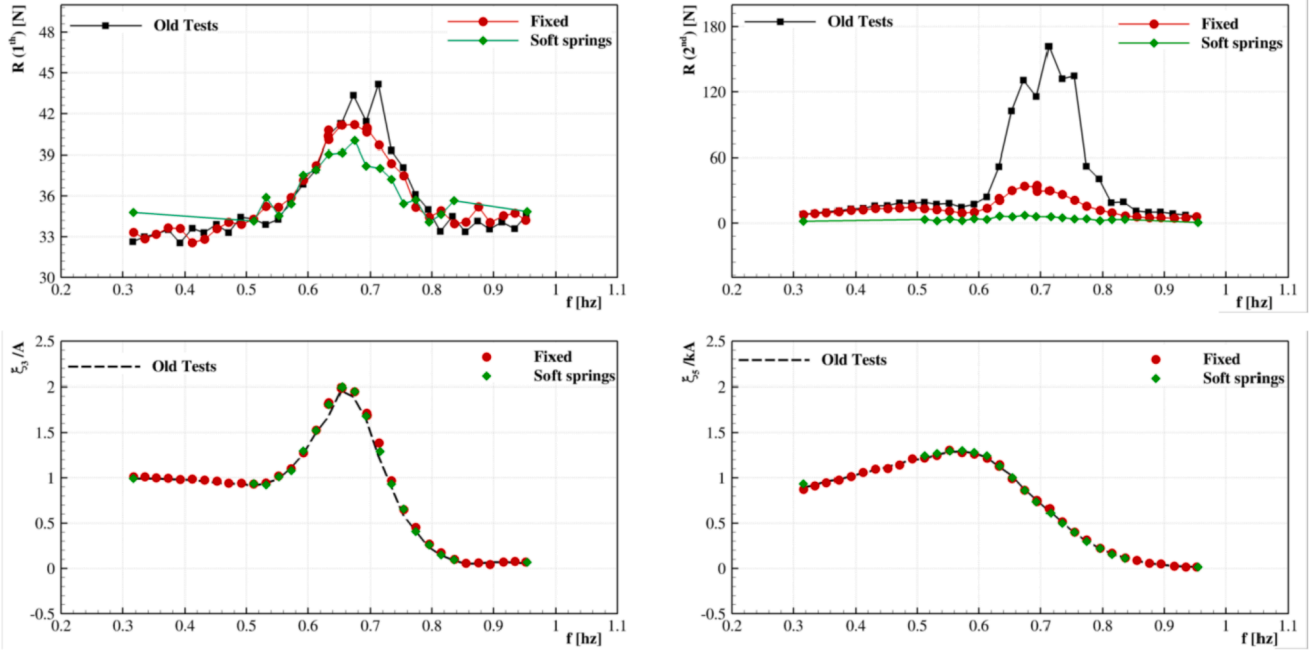 R (1th) [N]
48
45
42
39
36
33
30
Old Tests
Fixed
Soft springs
0.2 0.3 0.4 0.5 0.6 0.7 0.8 0.9 1 1.1
f [hz]
R (2nd) [N]
180
120
60
0
Old Tests
Fixed
Soft springs
0.2 0.3 0.4 0.5 0.6 0.7 0.8 0.9 1 1.1
f [hz]
ξ3 /A
2.5
2
1.5
1
0.5
0
-0.5
Old Tests
Fixed
Soft springs
0.2 0.3 0.4 0.5 0.6 0.7 0.8 0.9 1 1.1
f [hz]
ξ5 /kA
2.5
2
1.5
1
0.5
0
-0.5
Old Tests
Fixed
Soft springs
0.2 0.3 0.4 0.5 0.6 0.7 0.8 0.9 1 1.1
f [hz]